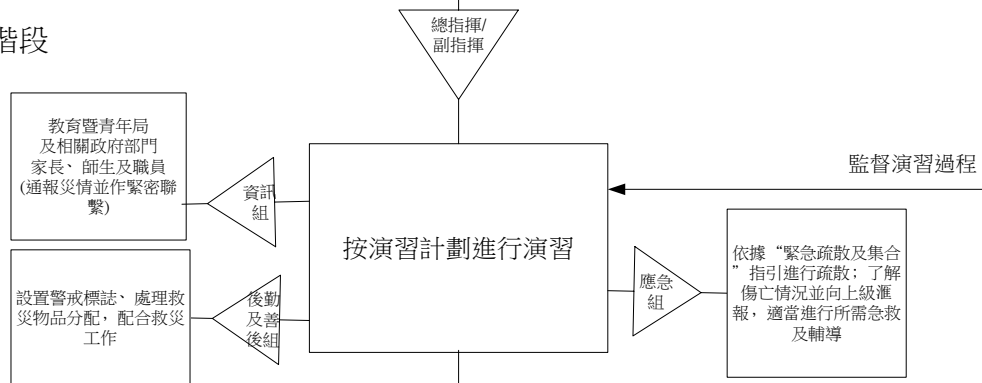 總指揮/
副指揮
階段
教育暨青年局
及相關政府部門
家長、師生及職員
(通報災情並作緊密聯
繫)
資訊
組
監督演習過程
按演習計劃進行演習
應急
組
依據“緊急疏散及集合
”指引進行疏散；了解
傷亡情況並向上級滙
報，適當進行所需急救
及輔導
設置警戒標誌、處理救
災物品分配，配合救災
工作
後勤
及善
後組